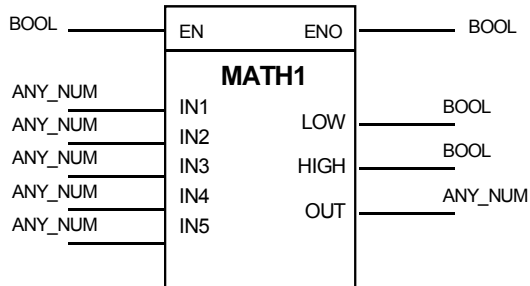 BOOL EN ENO BOOL
MATH1
ANY_NUM IN1
ANY_NUM IN2 LOW BOOL
ANY_NUM IN3 HIGH BOOL
ANY_NUM IN4 OUT ANY_NUM
ANY_NUM IN5